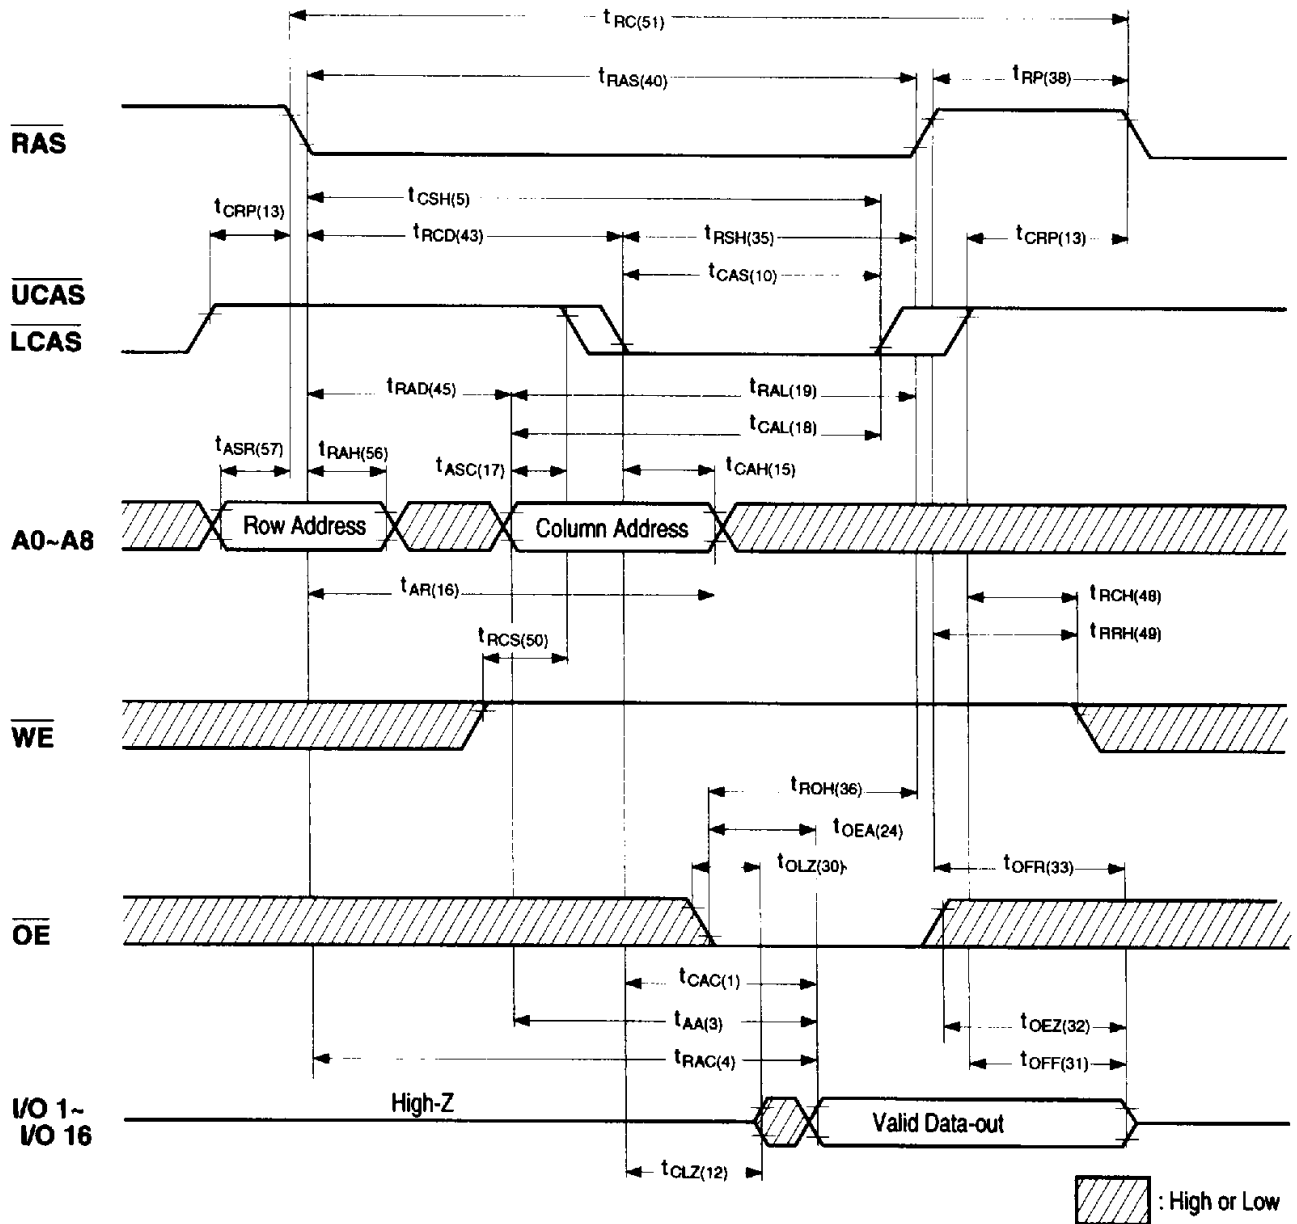 tRC(51)
tRAS(40)
tRP(38)
RAS
tCSH(5)
tCRP(13)
tRCD(43)
tRSH(35)
tCRP(13)
tCAS(10)
UCAS
LCAS
tRAD(45)
tRAL(19)
tCAL(18)
tASR(57)
tRAH(56)
tASC(17)
tCAH(15)
A0~A8
Row Address
Column Address
tAR(16)
tRCH(48)
tRCS(50)
tRRH(49)
WE
tROH(36)
tOEA(24)
tOLZ(30)
tOFR(33)
OE
tCAC(1)
tAA(3)
tOEZ(32)
tRAC(4)
tOFF(31)
I/O 1~
I/O 16
High-Z
Valid Data-out
tCLZ(12)
: High or Low